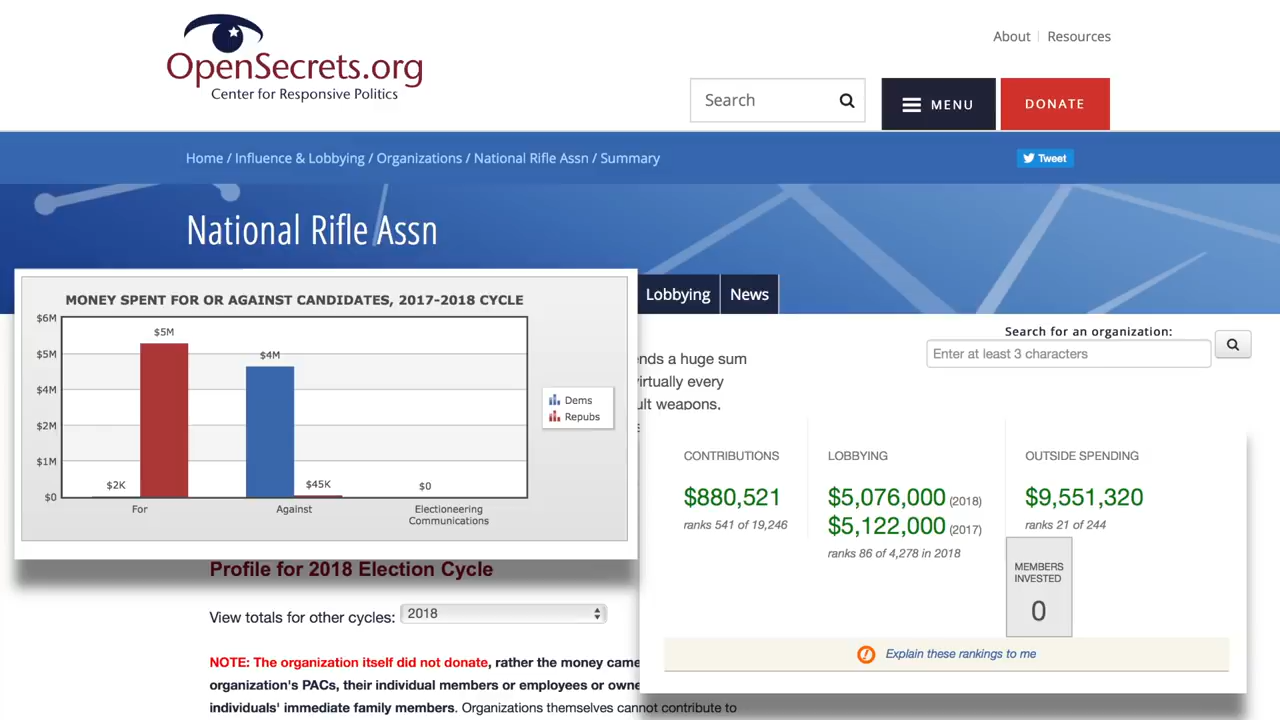 OpenSecrets.org
Center for Responsive Politics
About
Resources
Search
MENU
DONATE
Home / Influence & Lobbying / Organizations / National Rifle Assn / Summary
Tweet
National Rifle Assn
Lobbying
News
MONEY SPENT FOR OR AGAINST CANDIDATES, 2017-2018 CYCLE
$6M
$5M
$4M
$2M
$1M
$0
$5M
$4M
$2K
$45K
$0
For
Against
Electioneering
Communications
Dems
Repubs
Search for an organization:
Enter at least 3 characters
ends a huge sum
virtually every
ult weapons,
CONTRIBUTIONS
$880,521
ranks 541 of 19,246
LOBBYING
$5,076,000 (2018)
$5,122,000 (2017)
ranks 86 of 4,278 in 2018
OUTSIDE SPENDING
$9,551,320
ranks 21 of 244
MEMBERS
INVESTED
0
Explain these rankings to me
Profile for 2018 Election Cycle
View totals for other cycles: 2018
NOTE: The organization itself did not donate, rather the money came
organization's PACs, their individual members or employees or owne
individuals' immediate family members. Organizations themselves cannot contribute to